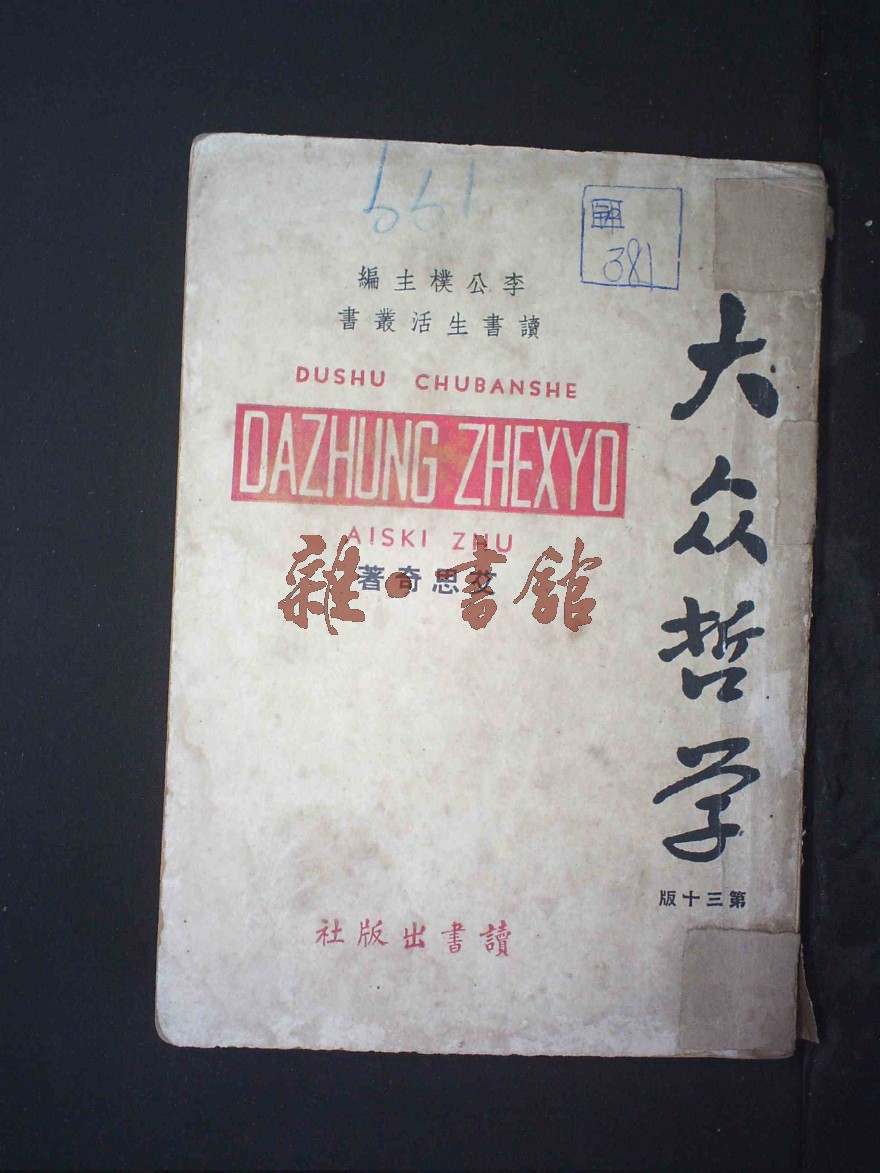 381
李公樸主編
讀書生活叢書
DUSHU CHUBANSHE
DAZHUNG ZHEXYO
AISKI ZHU
艾思奇著
雜·書館
大众哲学
第三十版
讀書出版社